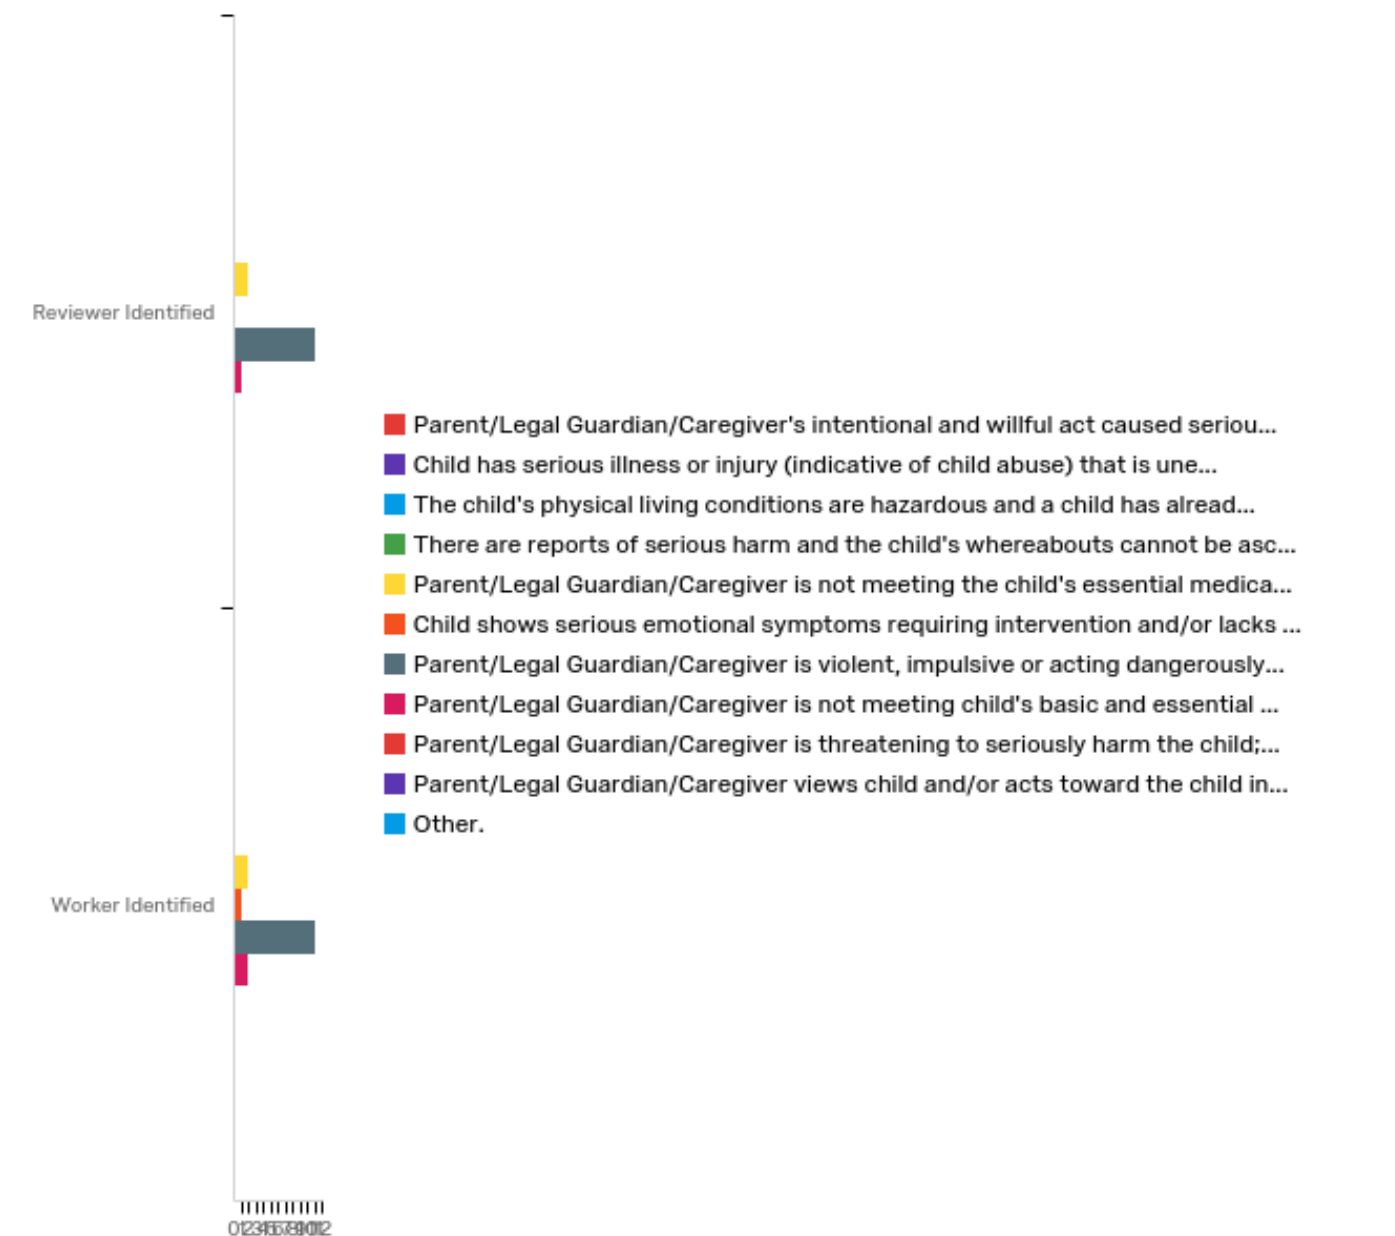 Reviewer Identified
Parent/Legal Guardian/Caregiver's intentional and willful act caused seriou...
Child has serious illness or injury (indicative of child abuse) that is une...
The child's physical living conditions are hazardous and a child has alread...
There are reports of serious harm and the child's whereabouts cannot be asc...
Parent/Legal Guardian/Caregiver is not meeting the child's essential medica...
Child shows serious emotional symptoms requiring intervention and/or lacks ...
Parent/Legal Guardian/Caregiver is violent, impulsive or acting dangerously...
Parent/Legal Guardian/Caregiver is not meeting child's basic and essential ...
Parent/Legal Guardian/Caregiver is threatening to seriously harm the child;...
Parent/Legal Guardian/Caregiver views child and/or acts toward the child in...
Other.
Worker Identified